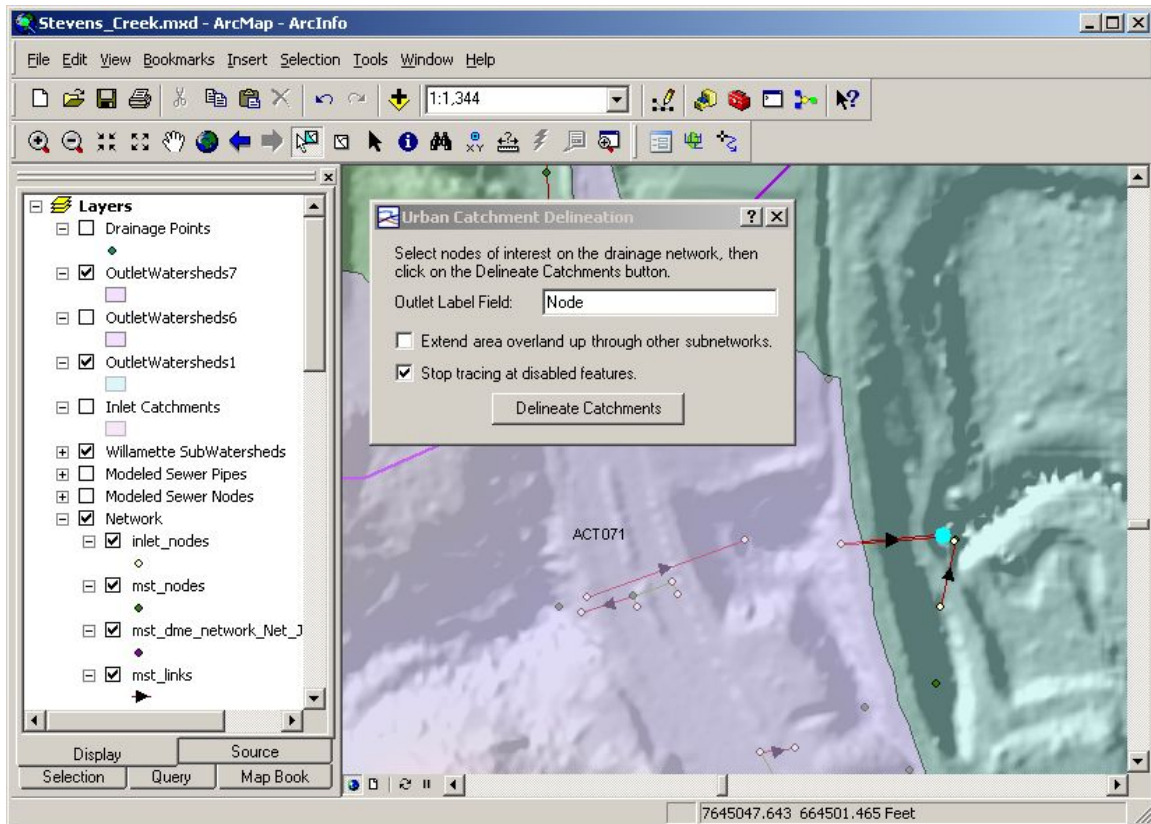 Stevens_Creek.mxd - ArcMap - ArcInfo
File Edit View Bookmarks Insert Selection Tools Window Help
1:1,344
Layers
Drainage Points
OutletWatersheds7
OutletWatersheds6
OutletWatersheds1
Inlet Catchments
Willamette SubWatersheds
Modeled Sewer Pipes
Modeled Sewer Nodes
Network
inlet_nodes
mst_nodes
mst_dme_network_Net_J
mst_links
Display Source
Selection Query Map Book
Urban Catchment Delineation
Select nodes of interest on the drainage network, then
click on the Delineate Catchments button.
Outlet Label Field: Node
Extend area overland up through other subnetworks.
Stop tracing at disabled features.
Delineate Catchments
ACT071
7645047.643 664501.465 Feet